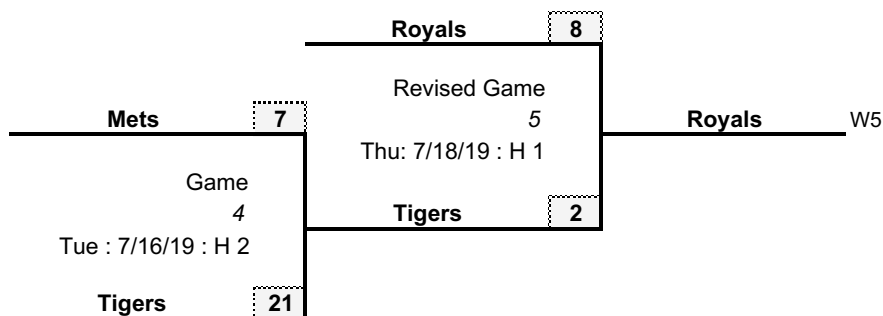 Royals 8
Revised Game
Mets 7
5
Royals W5
Thu: 7/18/19 : H 1
Game
4
Tigers 2
Tue : 7/16/19 : H 2
Tigers 21